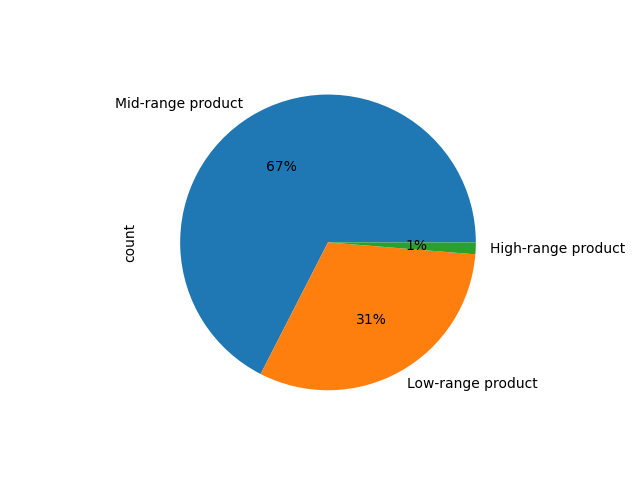 Mid-range product
67%
count
1%
High-range product
31%
Low-range product